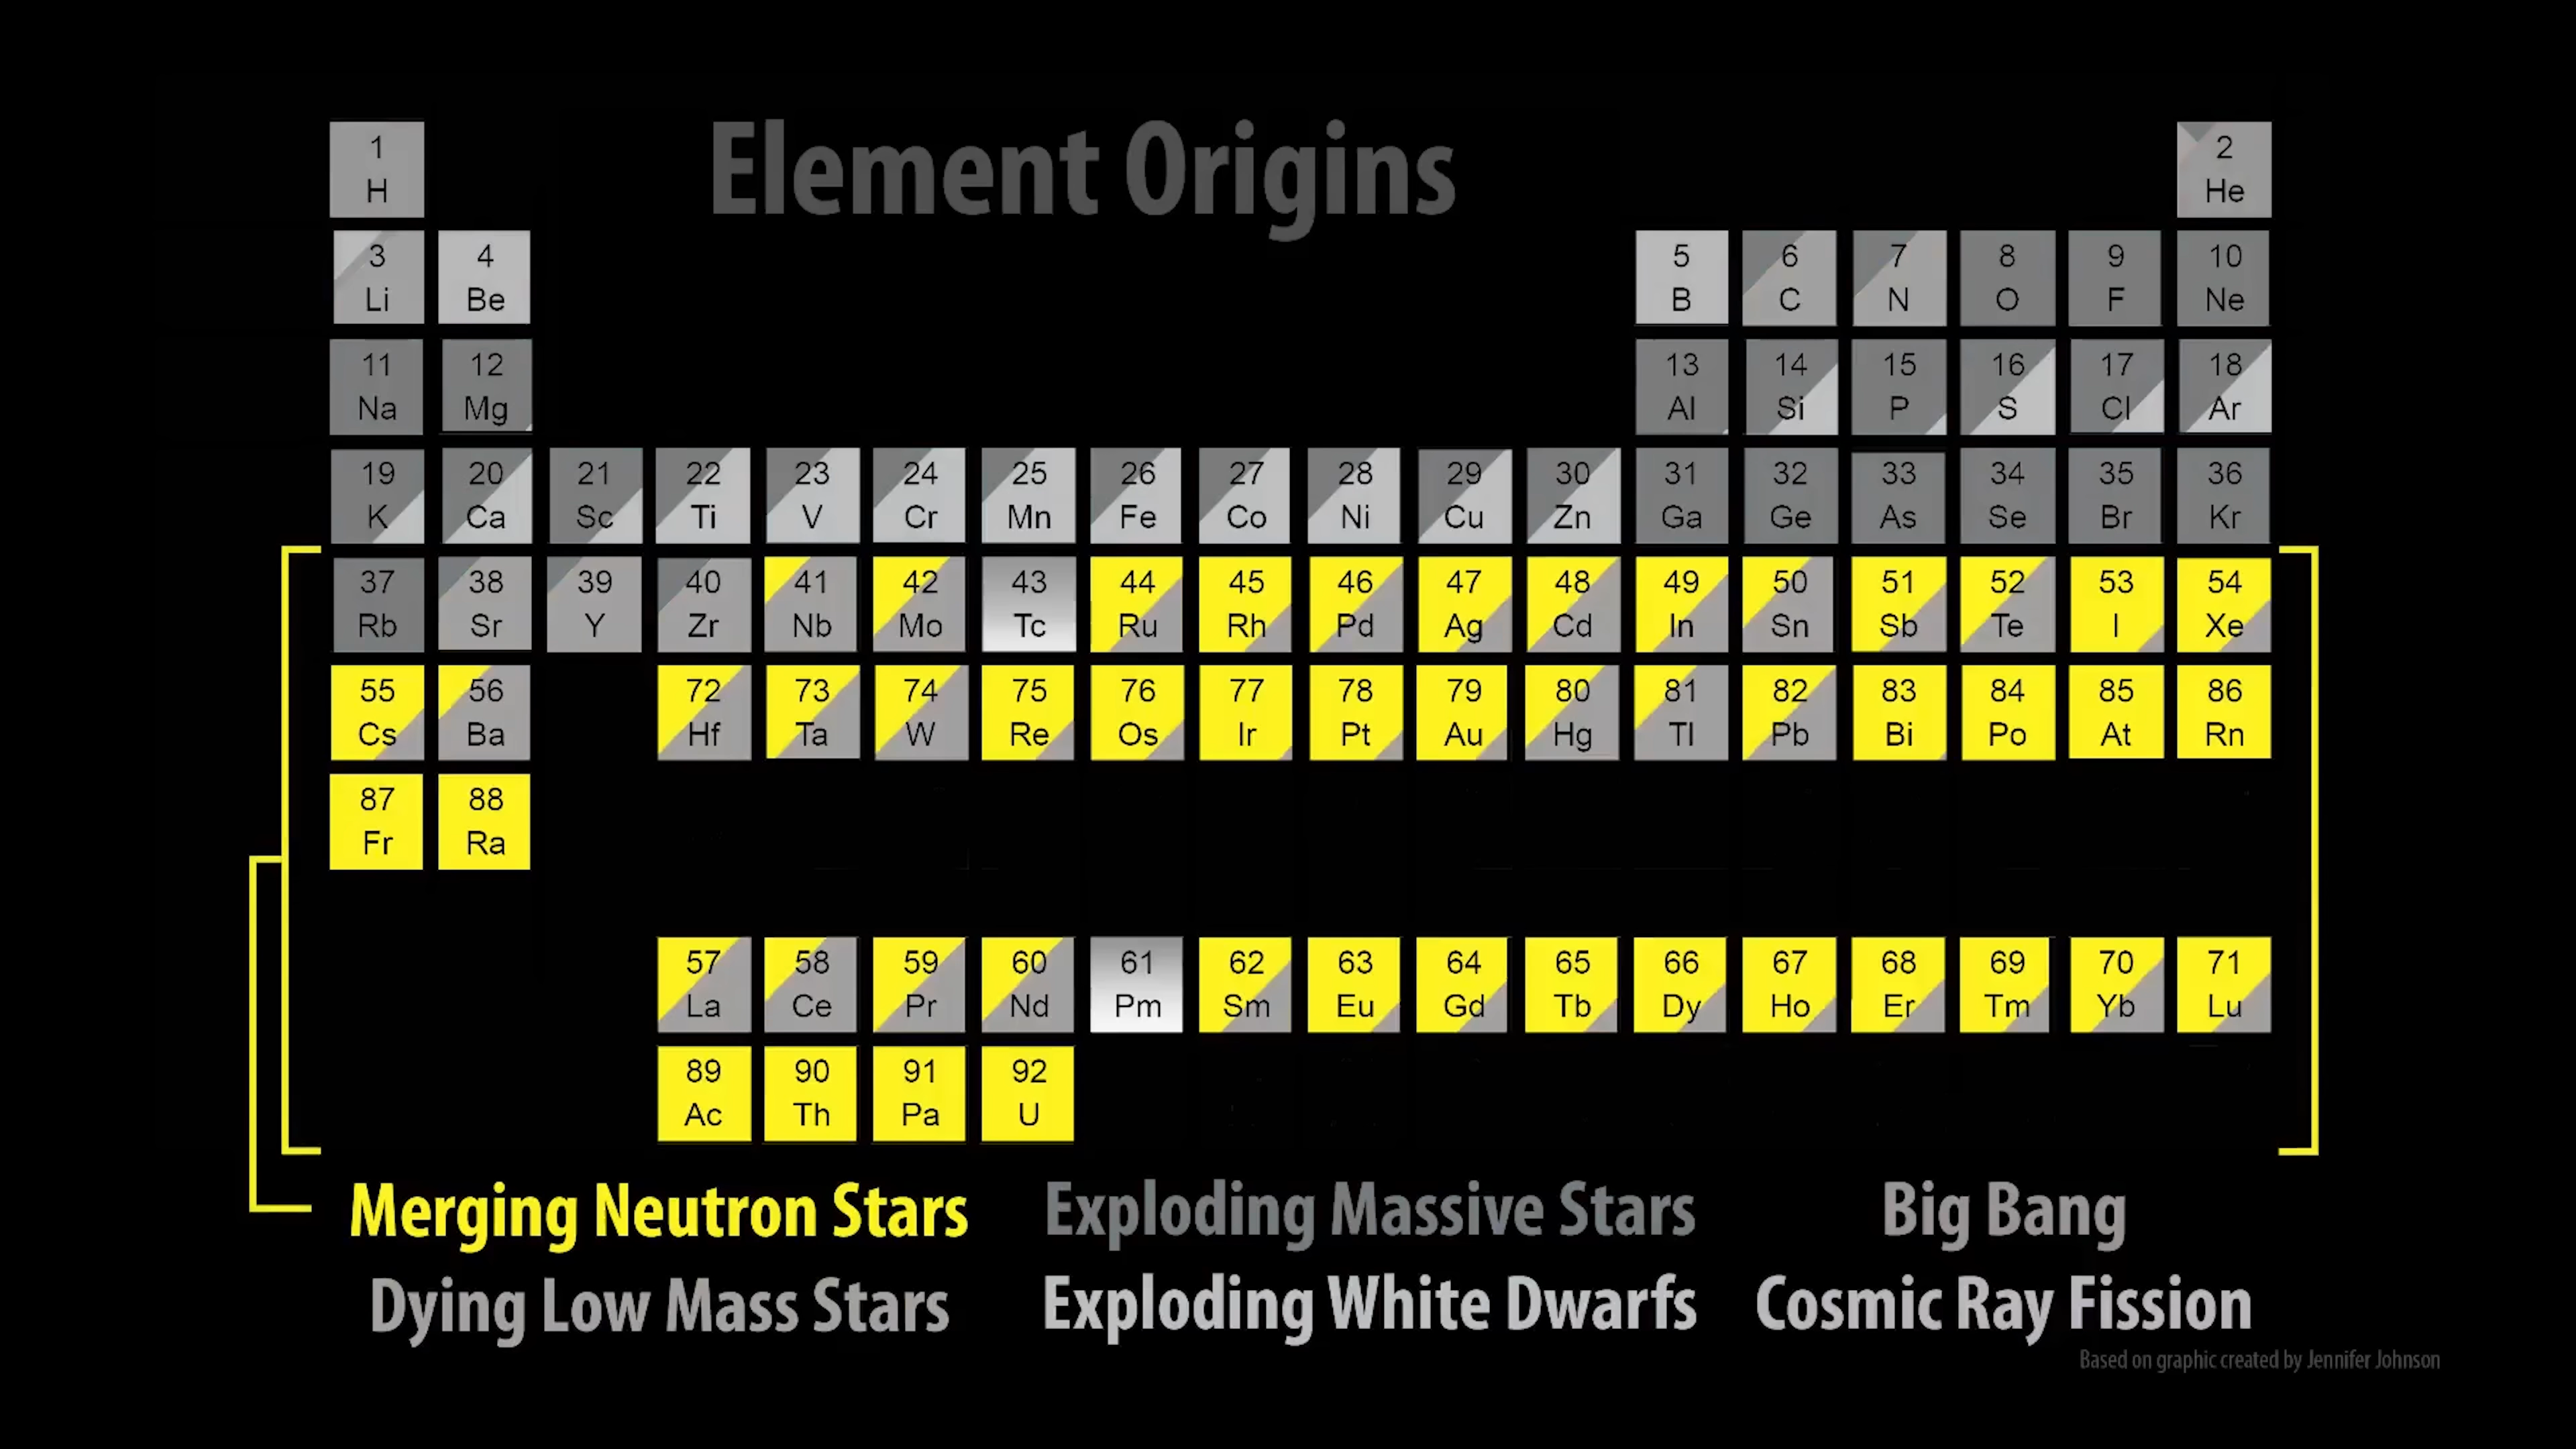 Element Origins
1 2
H He
3 4 5 6 7 8 9 10
Li Be B C N O F Ne
11 12 13 14 15 16 17 18
Na Mg Al Si P S Cl Ar
19 20 21 22 23 24 25 26 27 28 29 30 31 32 33 34 35 36
K Ca Sc Ti V Cr Mn Fe Co Ni Cu Zn Ga Ge As Se Br Kr
37 38 39 40 41 42 43 44 45 46 47 48 49 50 51 52 53 54
Rb Sr Y Zr Nb Mo Tc Ru Rh Pd Ag Cd In Sn Sb Te I Xe
55 56 72 73 74 75 76 77 78 79 80 81 82 83 84 85 86
Cs Ba Hf Ta W Re Os Ir Pt Au Hg Tl Pb Bi Po At Rn
87 88
Fr Ra
57 58 59 60 61 62 63 64 65 66 67 68 69 70 71
La Ce Pr Nd Pm Sm Eu Gd Tb Dy Ho Er Tm Yb Lu
89 90 91 92
Ac Th Pa U
Merging Neutron Stars Exploding Massive Stars Big Bang
Dying Low Mass Stars Exploding White Dwarfs Cosmic Ray Fission
Based on graphic created by Jennifer Johnson